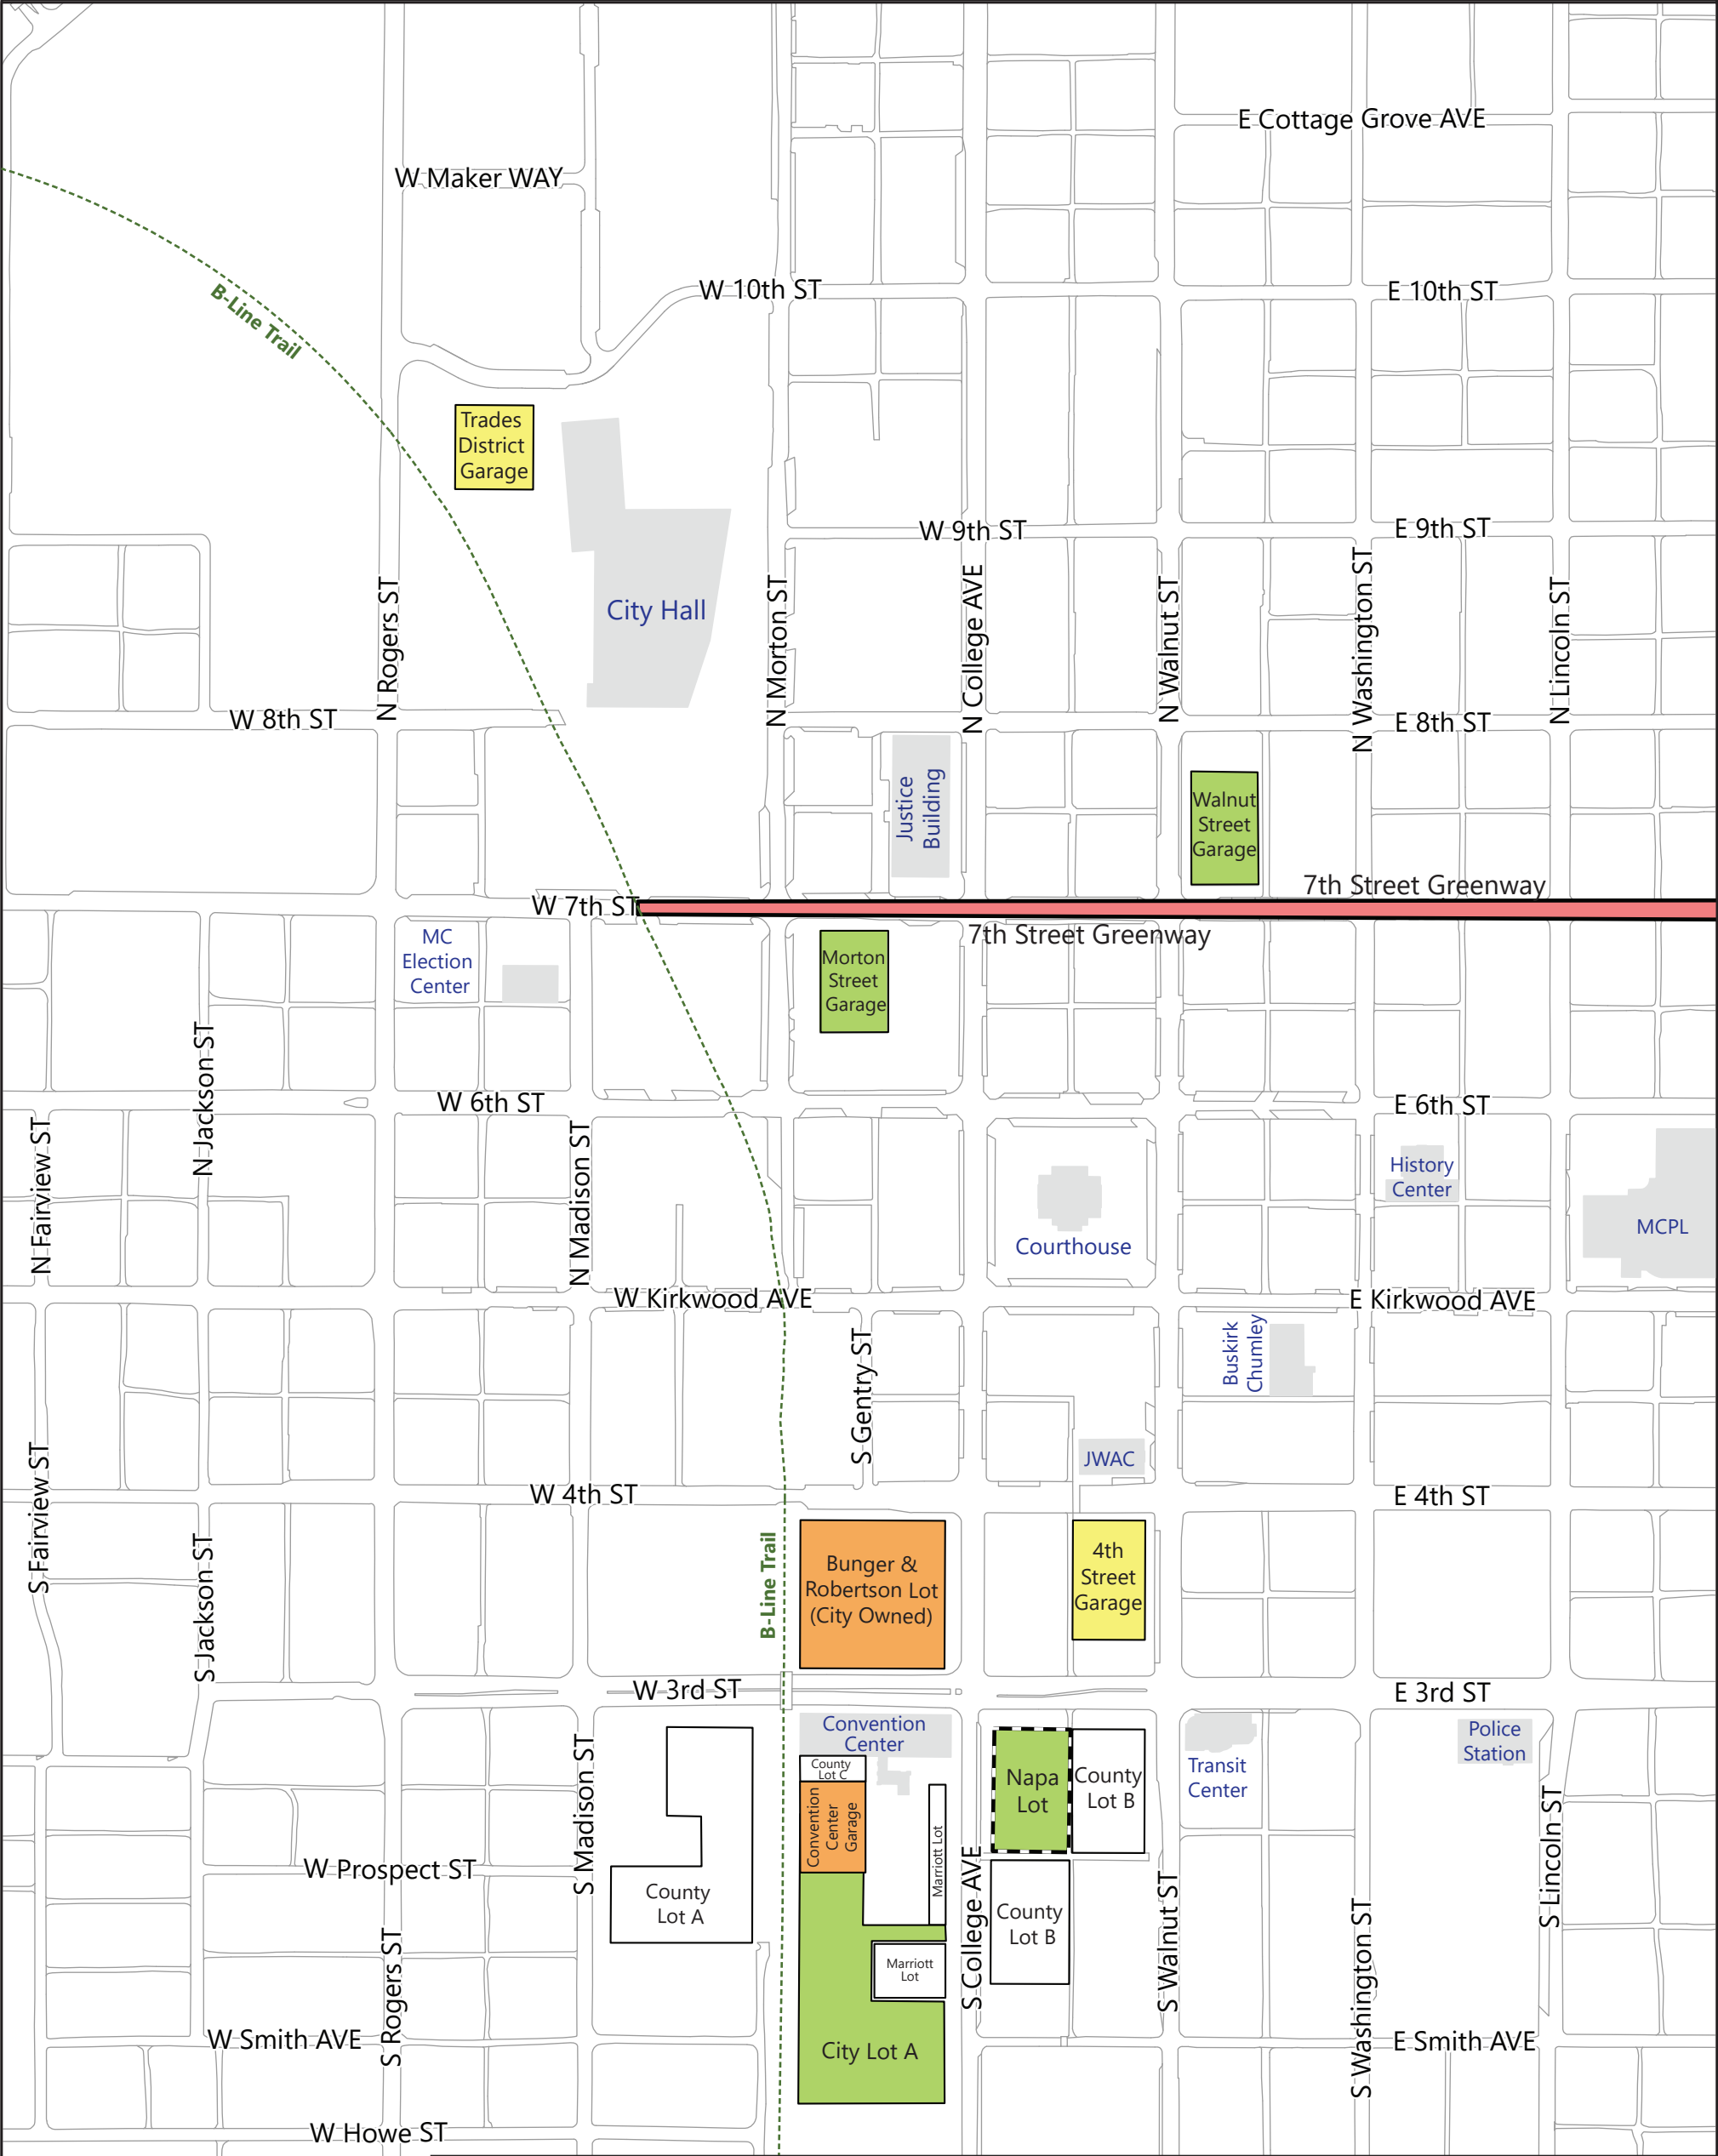 E Cottage Grove AVE
W Maker WAY
W 10th ST
E 10th ST
B-Line Trail
Trades
District
Garage
W 9th ST
E 9th ST
City Hall
N Rogers ST
N Morton ST
N College AVE
N Walnut ST
N Washington ST
N Lincoln ST
W 8th ST
E 8th ST
Justice
Building
Walnut
Street
Garage
7th Street Greenway
W 7th ST
7th Street Greenway
MC
Election
Center
Morton
Street
Garage
N Jackson ST
W 6th ST
E 6th ST
N Fairview ST
N Madison ST
History
Center
MCPL
Courthouse
W Kirkwood AVE
E Kirkwood AVE
Buskirk
Chumley
S Gentry ST
JWAC
S Fairview ST
W 4th ST
E 4th ST
S Jackson ST
B-Line Trail
Bunger &
Robertson Lot
(City Owned)
4th
Street
Garage
W 3rd ST
E 3rd ST
Convention
Center
County
Lot C
Convention
Center
Garage
Marriott Lot
Napa
Lot
County
Lot B
Transit
Center
Police
Station
S Madison ST
W Prospect ST
County
Lot A
S College AVE
County
Lot B
S Walnut ST
S Washington ST
S Lincoln ST
Marriott
Lot
S Rogers ST
W Smith AVE
City Lot A
E Smith AVE
W Howe ST